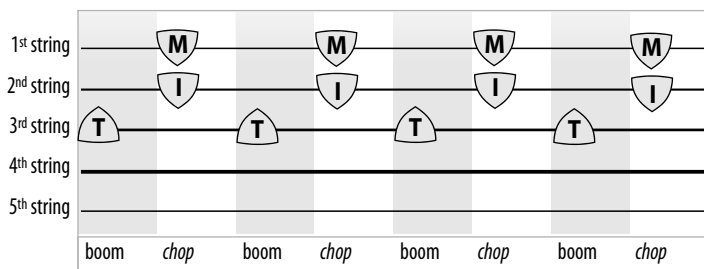 1st string M M M M
2nd string I I I I
3rd string T T T T
4th string
5th string
boom chop boom chop boom chop boom chop